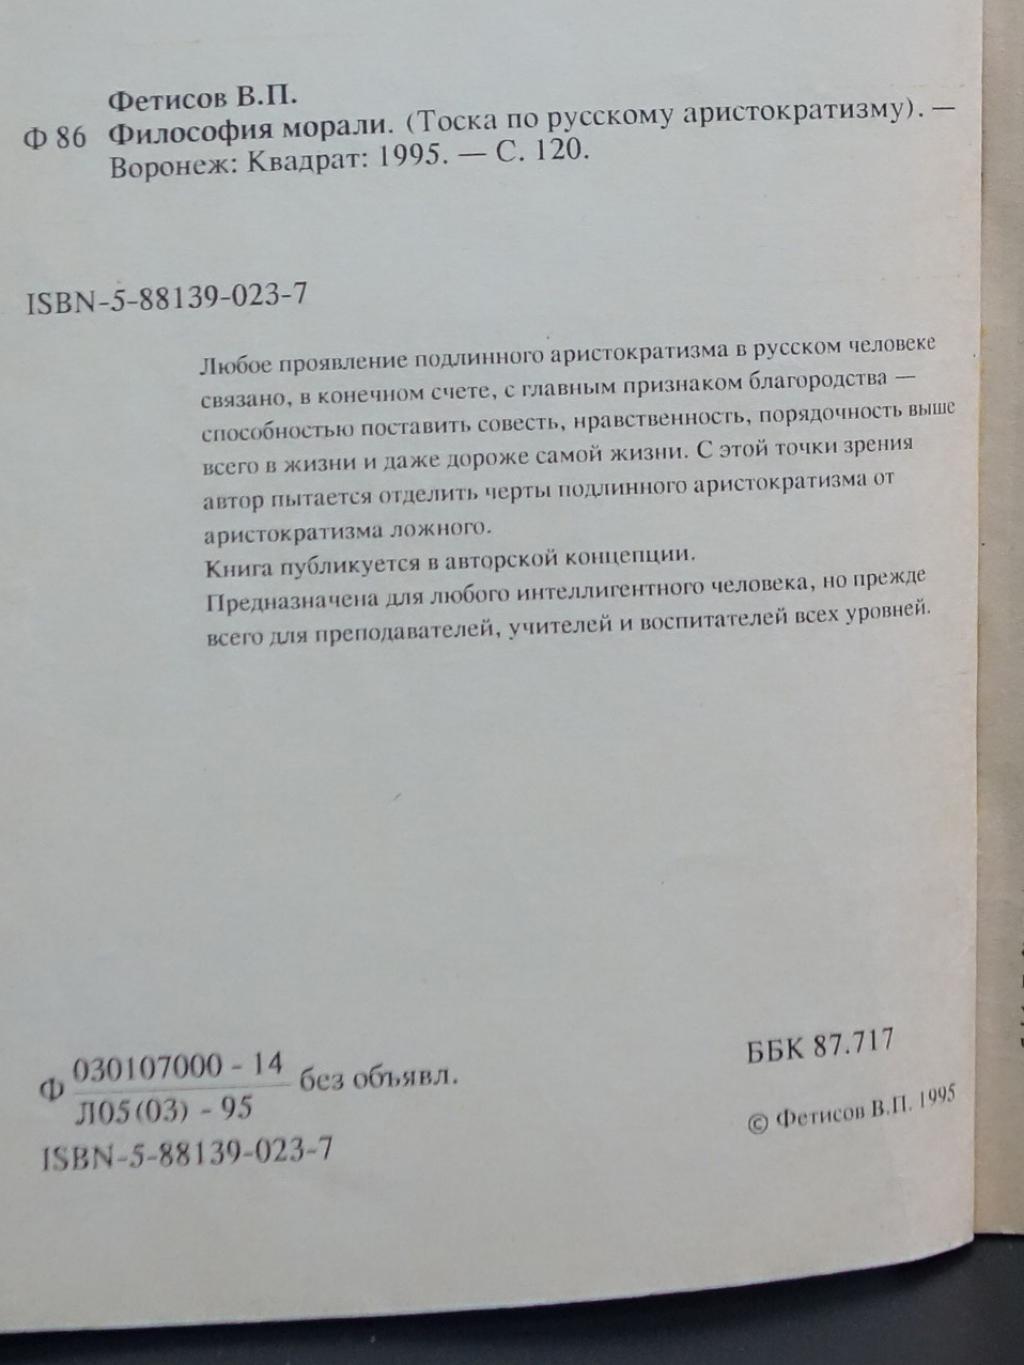 Фетисов В.П.
Ф 86 Философия морали. (Тоска по русскому аристократизму). —
Воронеж: Квадрат: 1995. — С. 120.
ISBN-5-88139-023-7
Любое проявление подлинного аристократизма в русском человеке
связано, в конечном счете, с главным признаком благородства —
способностью поставить совесть, нравственность, порядочность выше
всего в жизни и даже дороже самой жизни. С этой точки зрения
автор пытается отделить черты подлинного аристократизма от
аристократизма ложного.
Книга публикуется в авторской концепции.
Предназначена для любого интеллигентного человека, но прежде
всего для преподавателей, учителей и воспитателей всех уровней.
Ф 030107000 - 14 без объявл.
Л05(03) - 95
ISBN-5-88139-023-7
ББК 87.717
© Фетисов В.П. 1995